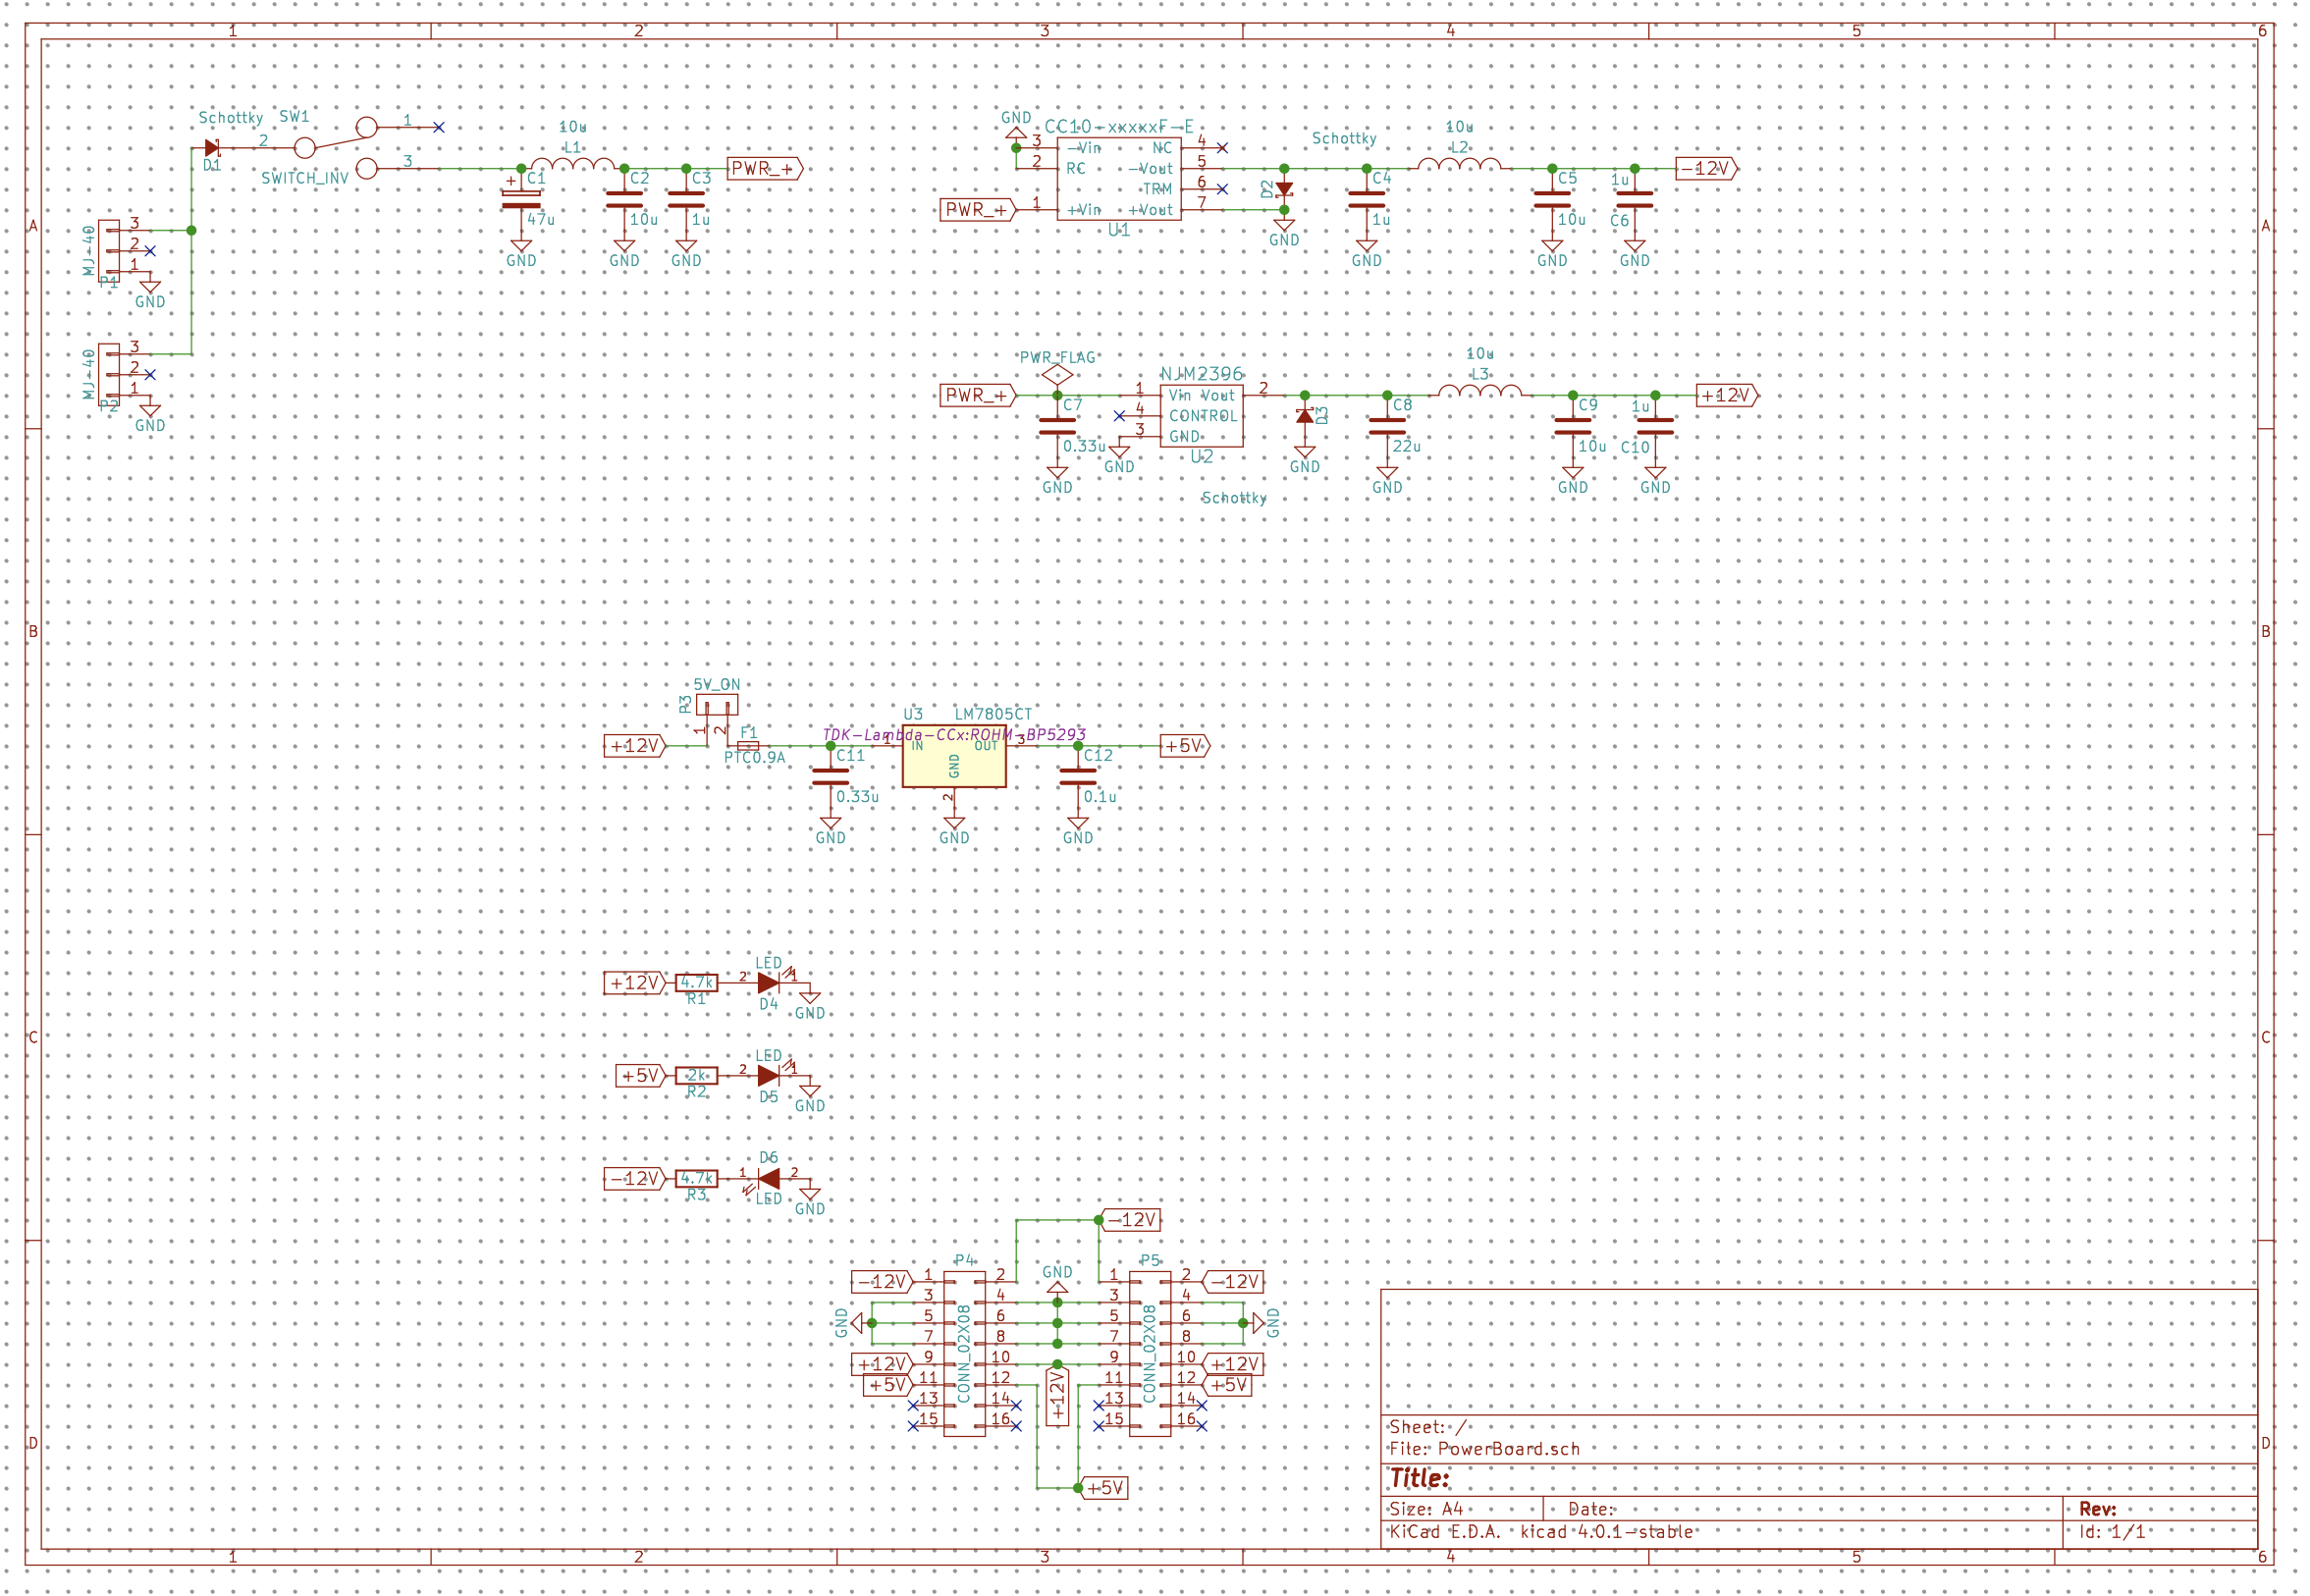 1 2 3 4 5 6
Schottky SW1
D1 2 1
3
SWITCH_INV
10u
L1
+ C1 C2 C3
47u 10u 1u
GND GND GND
PWR_+
MJ-40
P1
3
2
1
GND
MJ-40
P2
3
2
1
GND
GND
CC10-xxxxxF-E
3 -Vin NC 4
2 RC -Vout 5
TRM 6
PWR_+ 1 +Vin +Vout 7
U1
Schottky
D2
GND
10u
L2
C4 C5 1u
1u 10u C6
GND GND GND
-12V
PWR_FLAG
PWR_+
C7
0.33u
GND
NJM2396
1 Vin Vout 2
4 CONTROL
3 GND
GND
U2
D3
GND
Schottky
10u
L3
C8 C9 1u
22u 10u C10
GND GND GND
+12V
A A
B B
5V_ON
P3
1 2
+12V
F1
PTC0.9A
C11
0.33u
GND
U3 LM7805CT
TDK-Lambda-CCx:ROHM-BP5293
1 IN OUT 3
GND
2
GND
C12
0.1u
GND
+5V
LED
+12V 4.7k 2 1
R1 D4
GND
C C
LED
+5V 2k 2 1
R2 D5
GND
D6
-12V 4.7k 1 2
R3 LED
GND
-12V
P4 GND P5
-12V 1 2 1 2 -12V
3 4 3 4
GND 5 6 5 6 GND
7 8 7 8
+12V 9 10 9 10 +12V
+5V 11 12 11 12 +5V
13 14 13 14
15 16 15 16
CONN_02X08
+12V
CONN_02X08
+5V
D D
Sheet: /
File: PowerBoard.sch
Title:
Size: A4 Date: Rev:
KiCad E.D.A. kicad 4.0.1-stable Id: 1/1
1 2 3 4 5 6